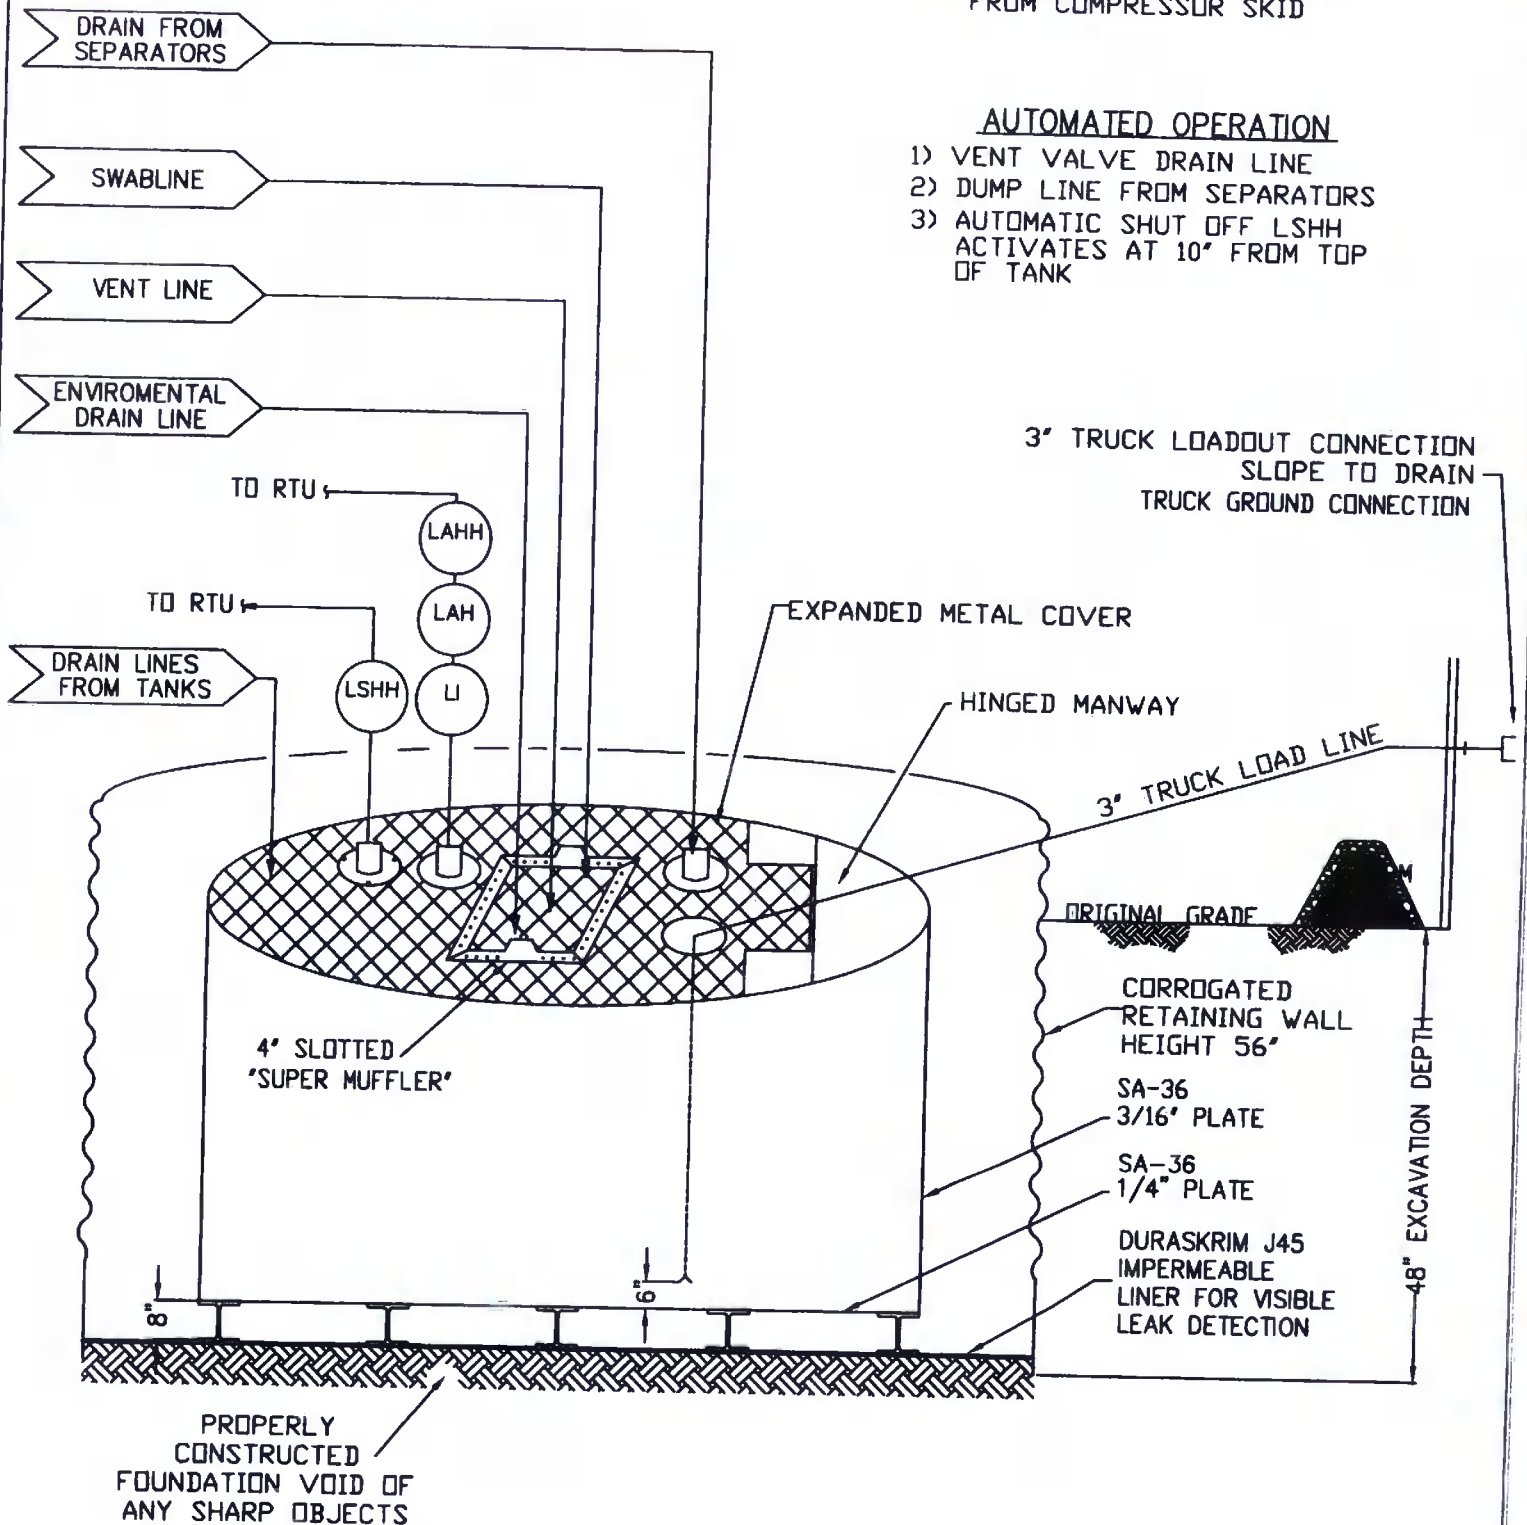 FROM COMPRESSOR SKID
DRAIN FROM
SEPARATORS
AUTOMATED OPERATION
1) VENT VALVE DRAIN LINE
2) DUMP LINE FROM SEPARATORS
3) AUTOMATIC SHUT OFF LSHH
ACTIVATES AT 10" FROM TOP
OF TANK
SWABLINE
VENT LINE
ENVIROMENTAL
DRAIN LINE
3" TRUCK LOADOUT CONNECTION
SLOPE TO DRAIN
TRUCK GROUND CONNECTION
TO RTU
LAHH
TO RTU
LAH
EXPANDED METAL COVER
DRAIN LINES
FROM TANKS
LSHH
LI
HINGED MANWAY
3" TRUCK LOAD LINE
M
ORIGINAL GRADE
CORROGATED
RETAINING WALL
HEIGHT 56"
4" SLOTTED
"SUPER MUFFLER"
SA-36
3/16" PLATE
SA-36
1/4" PLATE
48" EXCAVATION DEPTH
DURASKRIM J45
IMPERMEABLE
LINER FOR VISIBLE
LEAK DETECTION
8"
6"
PROPERLY
CONSTRUCTED
FOUNDATION VOID OF
ANY SHARP OBJECTS